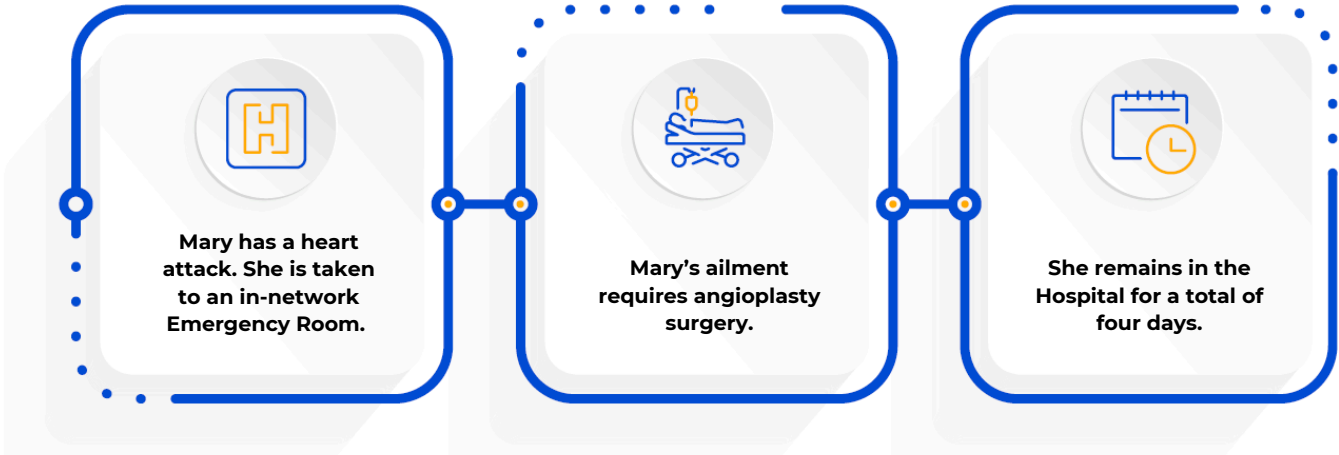 Mary has a heart
attack. She is taken
to an in-network
Emergency Room.
Mary’s ailment
requires angioplasty
surgery.
She remains in the
Hospital for a total of
four days.